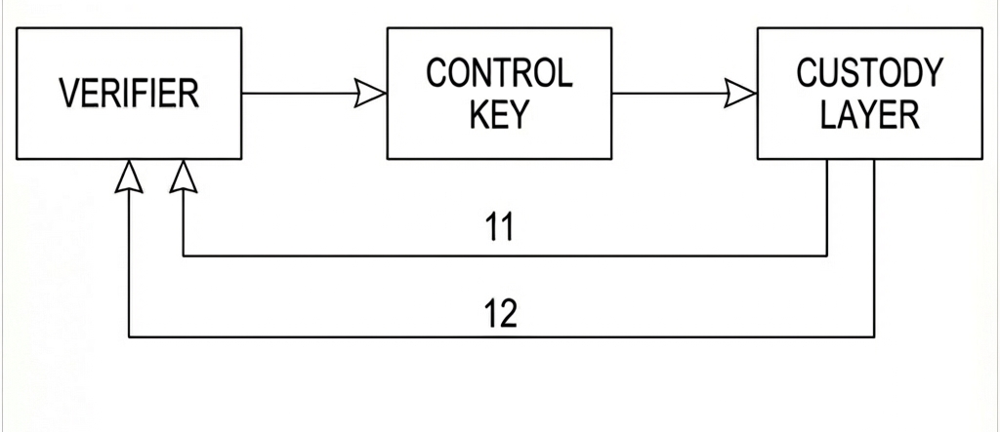 VERIFIER
CONTROL
KEY
CUSTODY
LAYER
11
12